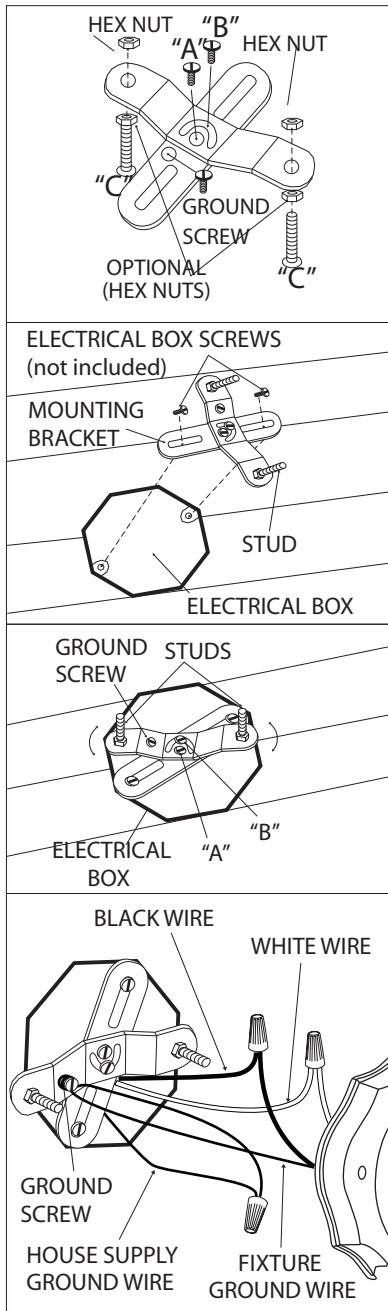 HEX NUT
“B”
“A”
HEX NUT
“C”
GROUND
SCREW
OPTIONAL
(HEX NUTS)
“C”
ELECTRICAL BOX SCREWS
(not included)
MOUNTING
BRACKET
STUD
ELECTRICAL BOX
GROUND
SCREW
STUDS
“B”
“A”
ELECTRICAL
BOX
BLACK WIRE
WHITE WIRE
GROUND
SCREW
HOUSE SUPPLY
GROUND WIRE
FIXTURE
GROUND WIRE